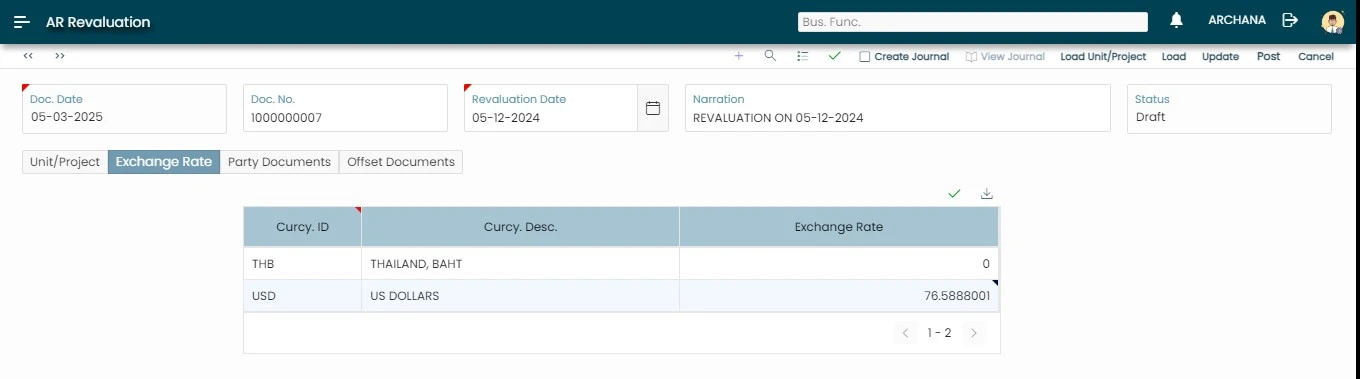 AR Revaluation
Bus. Func.
ARCHANA
<< >>
Create Journal View Journal Load Unit/Project Load Update Post Cancel
Doc. Date
05-03-2025
Doc. No.
1000000007
Revaluation Date
05-12-2024
Narration
REVALUATION ON 05-12-2024
Status
Draft
Unit/Project Exchange Rate Party Documents Offset Documents
Curcy. ID Curcy. Desc. Exchange Rate
THB THAILAND, BAHT 0
USD US DOLLARS 76.5888001
1 - 2